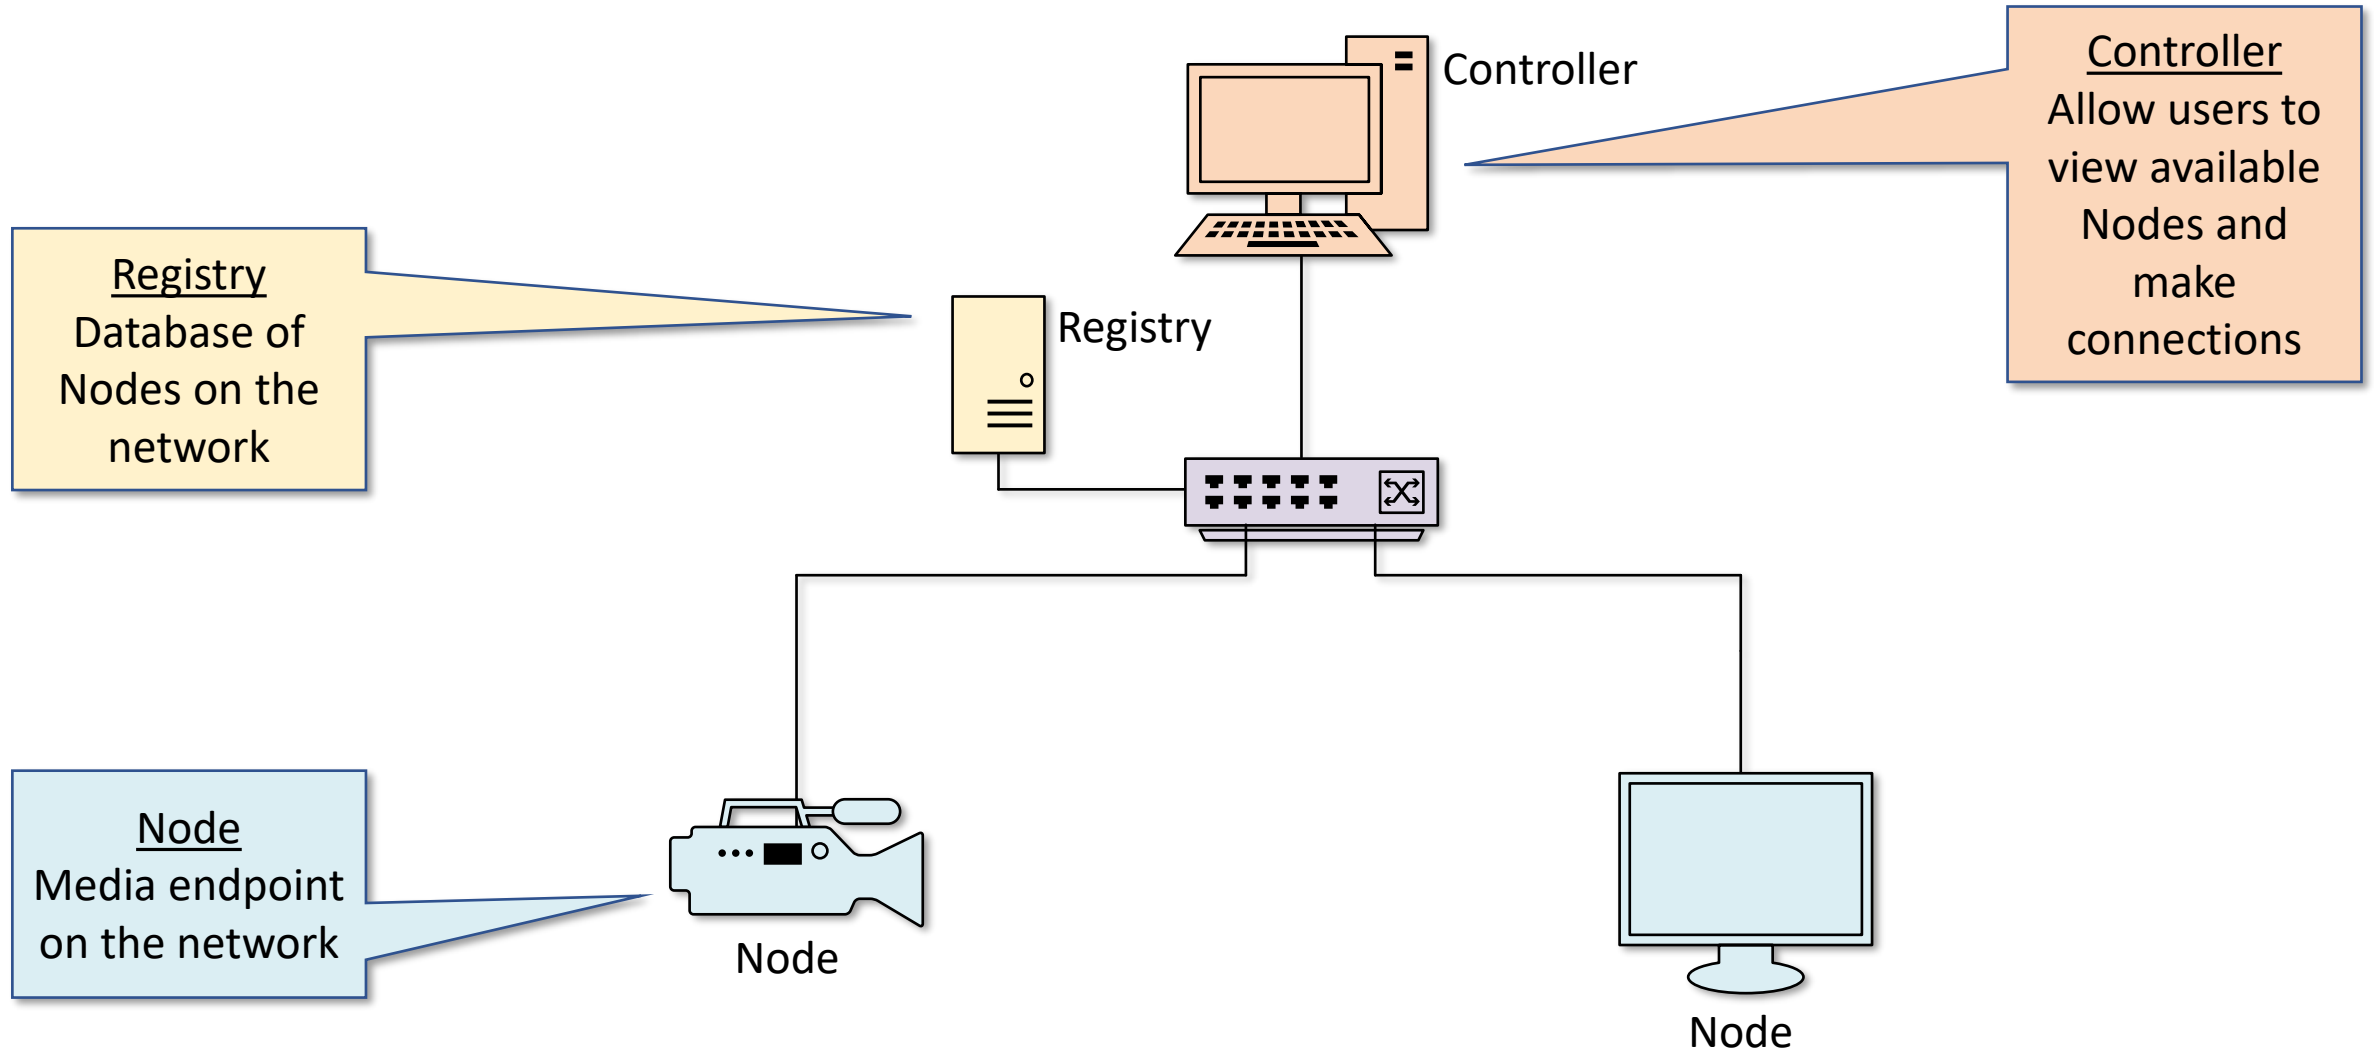 Controller
Controller
Allow users to
view available
Nodes and
make
connections
Registry
Database of
Nodes on the
network
Registry
Node
Media endpoint
on the network
Node
Node